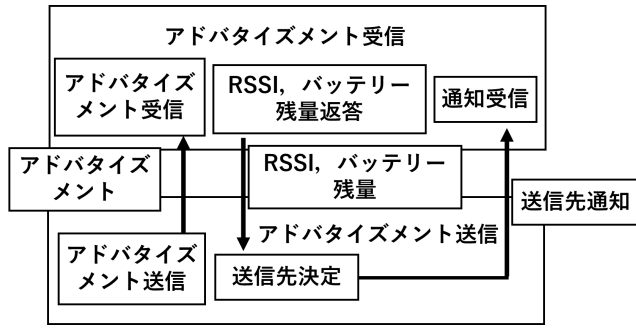 アドバタイズメント受信
アドバタイズ
メント受信
RSSI，バッテリー
残量返答
通知受信
アドバタイズ
メント
RSSI，バッテリー
残量
送信先通知
アドバタイズメント送信
アドバタイズ
メント送信
送信先決定